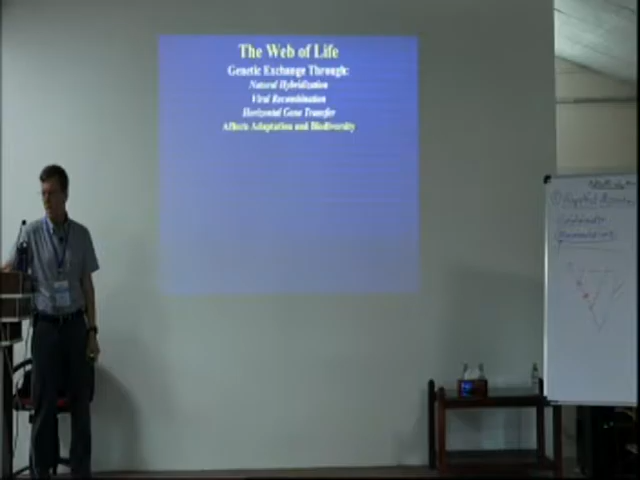 The Web of Life
Genetic Exchange Through:
Natural Hybridization
Viral Recombination
Horizontal Gene Transfer
Affects Adaptation and Biodiversity